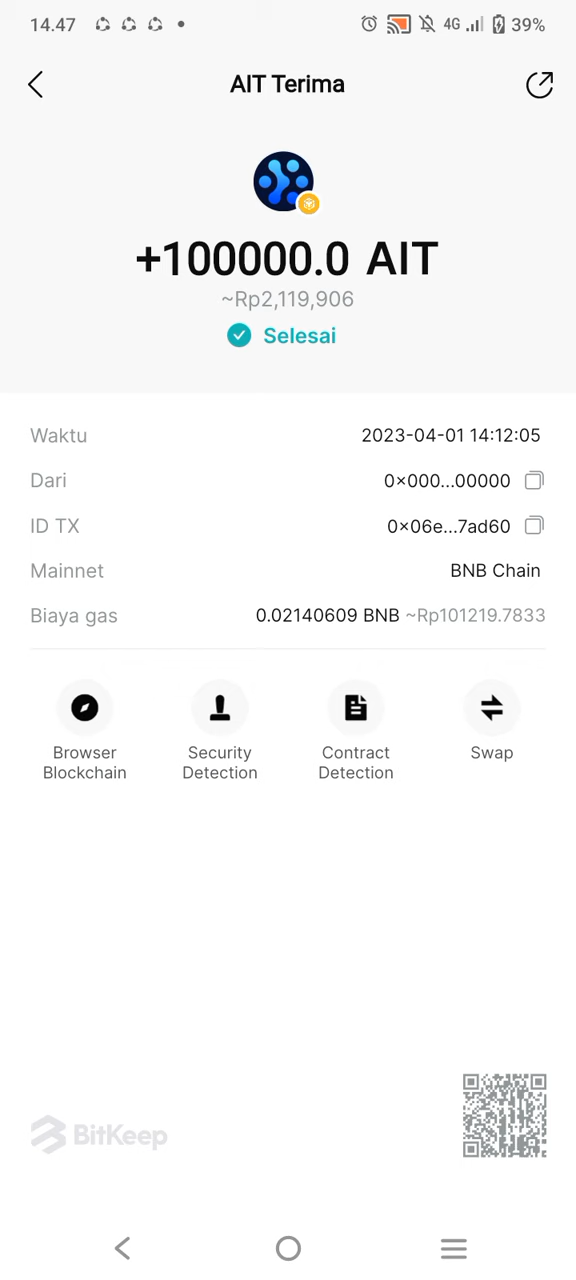 14.47 4G 39%
AIT Terima
+100000.0 AIT
~Rp2,119,906
Selesai
Waktu 2023-04-01 14:12:05
Dari 0×000...00000
ID TX 0×06e...7ad60
Mainnet BNB Chain
Biaya gas 0.02140609 BNB ~Rp101219.7833
Browser Blockchain
Security Detection
Contract Detection
Swap
BitKeep